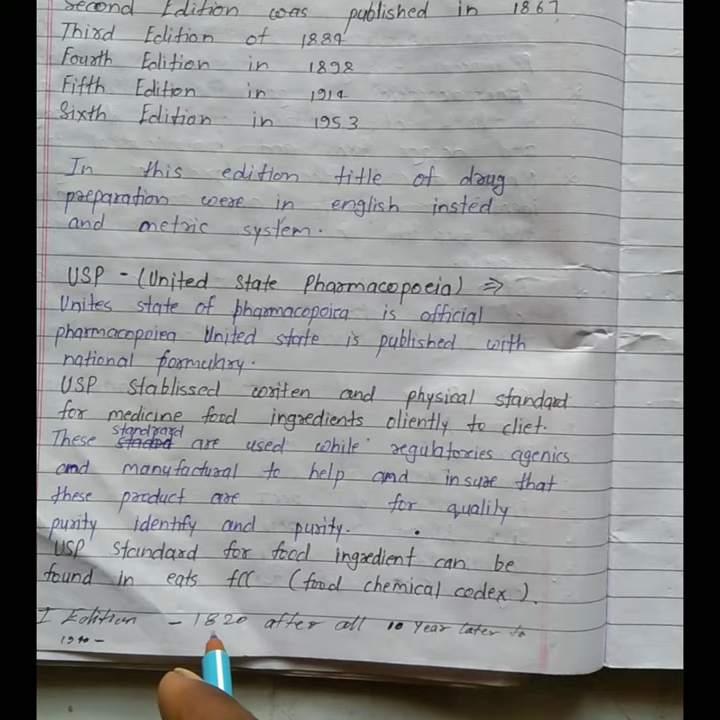 Second Edition was published in 1867
Third Edition of 1889
Fourth Edition in 1898
Fifth Edition in 1914
Sixth Edition in 1953
In this edition title of drug
preparation were in english insted
and metric system.
USP - (United State Pharmacopoeia) ⇒
Unites state of pharmacopoiea is official
pharmacopoiea United state is published with
national formulary.
USP stablissed coriten and physical standard
for medicine food ingredients oliently to cliet.
These standrard are used while regulatories agenics
and manufactural to help and insure that
these product are for quality
purity identify and purity.
USP standard for food ingredient can be
found in eats fcc (food chemical codex).
I Edition - 1820 after all 10 Year later to